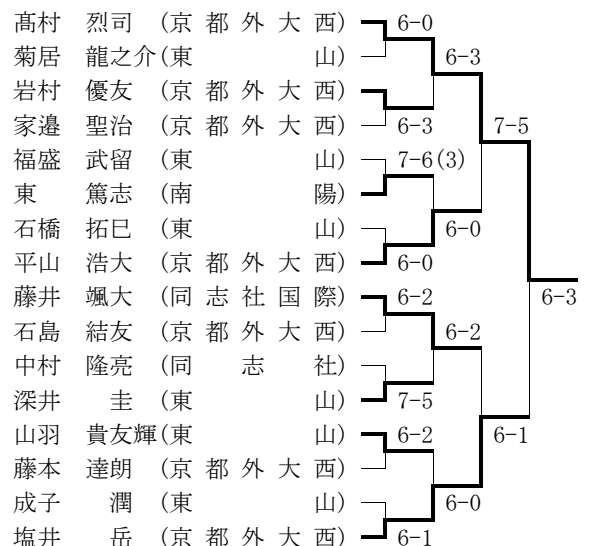 髙村 烈司 (京都外大西) 6-0
菊居 龍之介(東山) 6-3
岩村 優友 (京都外大西)
家邉 聖治 (京都外大西) 6-3 7-5
福盛 武留 (東山) 7-6(3)
東 篤志 (南陽)
石橋 拓巳 (東山) 6-0
平山 浩大 (京都外大西) 6-0
藤井 颯大 (同志社国際) 6-2 6-3
石島 結友 (京都外大西) 6-2
中村 隆亮 (同志社)
深井 圭 (東山) 7-5
山羽 貴友輝(東山) 6-2 6-1
藤本 達朗 (京都外大西)
成子 潤 (東山) 6-0
塩井 岳 (京都外大西) 6-1